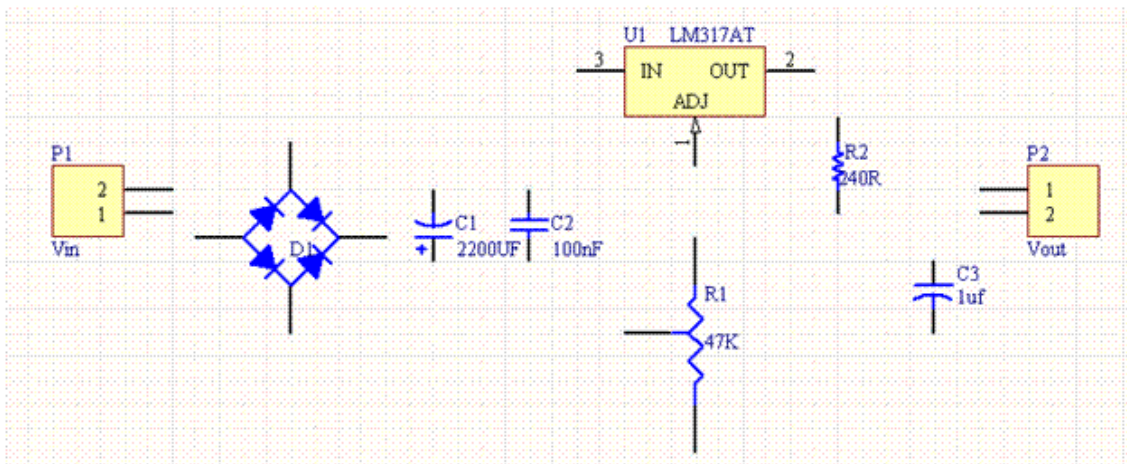 U1 LM317AT
3 IN OUT 2
ADJ
1
P1
2
1
Vin
D1
C1
2200UF
+
C2
100nF
R2
240R
P2
1
2
Vout
R1
47K
C3
1uf